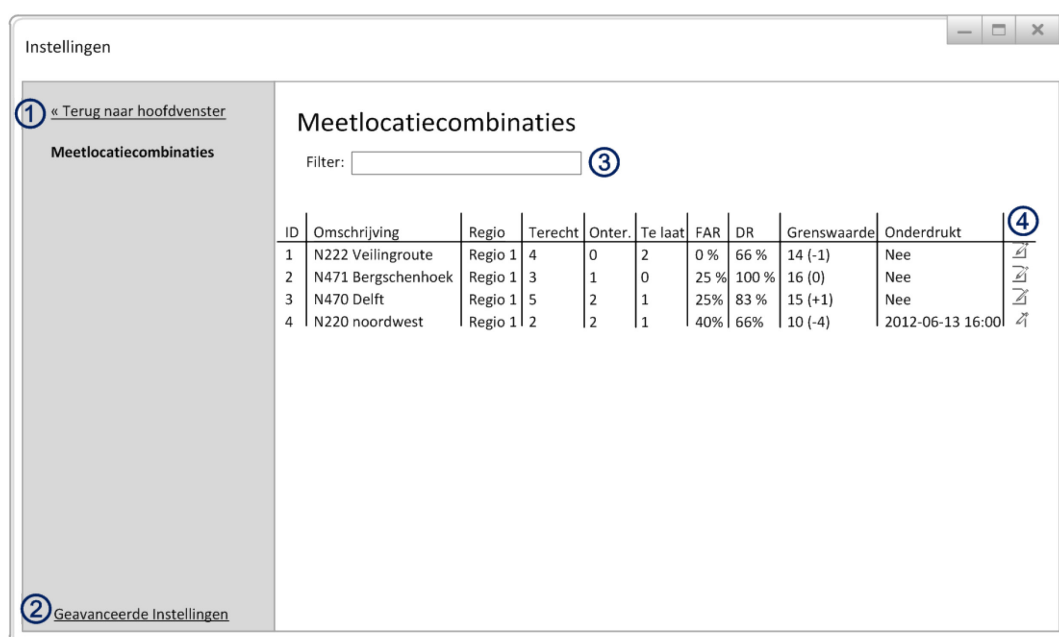 Instellingen
1 « Terug naar hoofdvenster
Meetlocatiecombinaties
Meetlocatiecombinaties
Filter: 3
4
ID Omschrijving Regio Terecht Onter. Te laat FAR DR Grenswaarde Onderdrukt
1 N222 Veilingroute Regio 1 4 0 2 0 % 66 % 14 (-1) Nee
2 N471 Bergschenhoek Regio 1 3 1 0 25 % 100 % 16 (0) Nee
3 N470 Delft Regio 1 5 2 1 25% 83 % 15 (+1) Nee
4 N220 noordwest Regio 1 2 2 1 40% 66% 10 (-4) 2012-06-13 16:00
2 Geavanceerde Instellingen